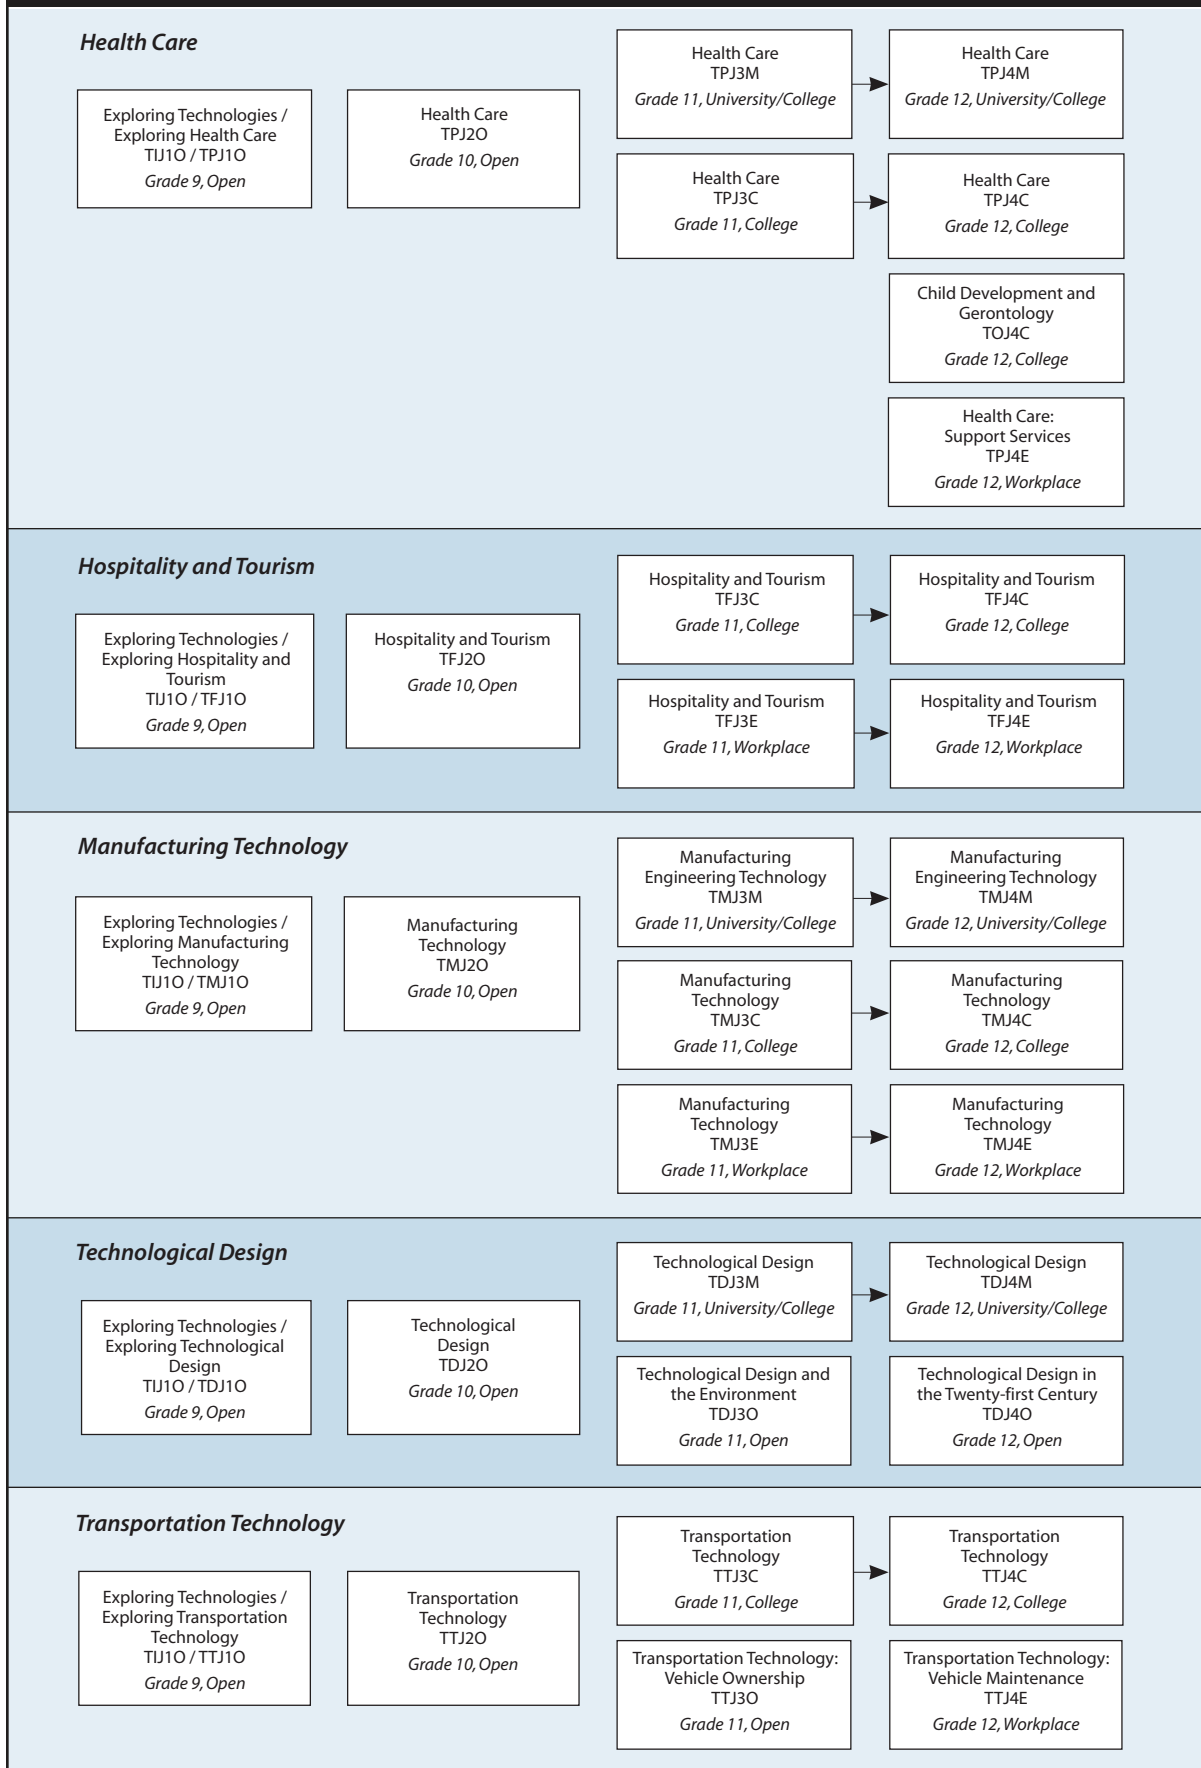 Health Care
Exploring Technologies /
Exploring Health Care
TIJ1O / TPJ1O
Grade 9, Open
Health Care
TPJ2O
Grade 10, Open
Health Care
TPJ3M
Grade 11, University/College
Health Care
TPJ4M
Grade 12, University/College
Health Care
TPJ3C
Grade 11, College
Health Care
TPJ4C
Grade 12, College
Child Development and
Gerontology
TOJ4C
Grade 12, College
Health Care:
Support Services
TPJ4E
Grade 12, Workplace
Hospitality and Tourism
Exploring Technologies /
Exploring Hospitality and
Tourism
TIJ1O / TFJ1O
Grade 9, Open
Hospitality and Tourism
TFJ2O
Grade 10, Open
Hospitality and Tourism
TFJ3C
Grade 11, College
Hospitality and Tourism
TFJ4C
Grade 12, College
Hospitality and Tourism
TFJ3E
Grade 11, Workplace
Hospitality and Tourism
TFJ4E
Grade 12, Workplace
Manufacturing Technology
Exploring Technologies /
Exploring Manufacturing
Technology
TIJ1O / TMJ1O
Grade 9, Open
Manufacturing
Technology
TMJ2O
Grade 10, Open
Manufacturing
Engineering Technology
TMJ3M
Grade 11, University/College
Manufacturing
Engineering Technology
TMJ4M
Grade 12, University/College
Manufacturing
Technology
TMJ3C
Grade 11, College
Manufacturing
Technology
TMJ4C
Grade 12, College
Manufacturing
Technology
TMJ3E
Grade 11, Workplace
Manufacturing
Technology
TMJ4E
Grade 12, Workplace
Technological Design
Exploring Technologies /
Exploring Technological
Design
TIJ1O / TDJ1O
Grade 9, Open
Technological
Design
TDJ2O
Grade 10, Open
Technological Design
TDJ3M
Grade 11, University/College
Technological Design
TDJ4M
Grade 12, University/College
Technological Design and
the Environment
TDJ3O
Grade 11, Open
Technological Design in
the Twenty-first Century
TDJ4O
Grade 12, Open
Transportation Technology
Exploring Technologies /
Exploring Transportation
Technology
TIJ1O / TTJ1O
Grade 9, Open
Transportation
Technology
TTJ2O
Grade 10, Open
Transportation
Technology
TTJ3C
Grade 11, College
Transportation
Technology
TTJ4C
Grade 12, College
Transportation Technology:
Vehicle Ownership
TTJ3O
Grade 11, Open
Transportation Technology:
Vehicle Maintenance
TTJ4E
Grade 12, Workplace